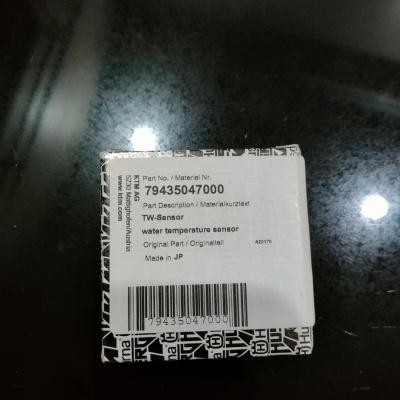 KTM AG
5230 Mattighofen/Austria
www.ktm.com
Part No. / Material Nr.
79435047000
Part Description / Materialkurztext
TW-Sensor
water temperature sensor
Original Part / Originalteil
A20170
Made in JP
79435047000